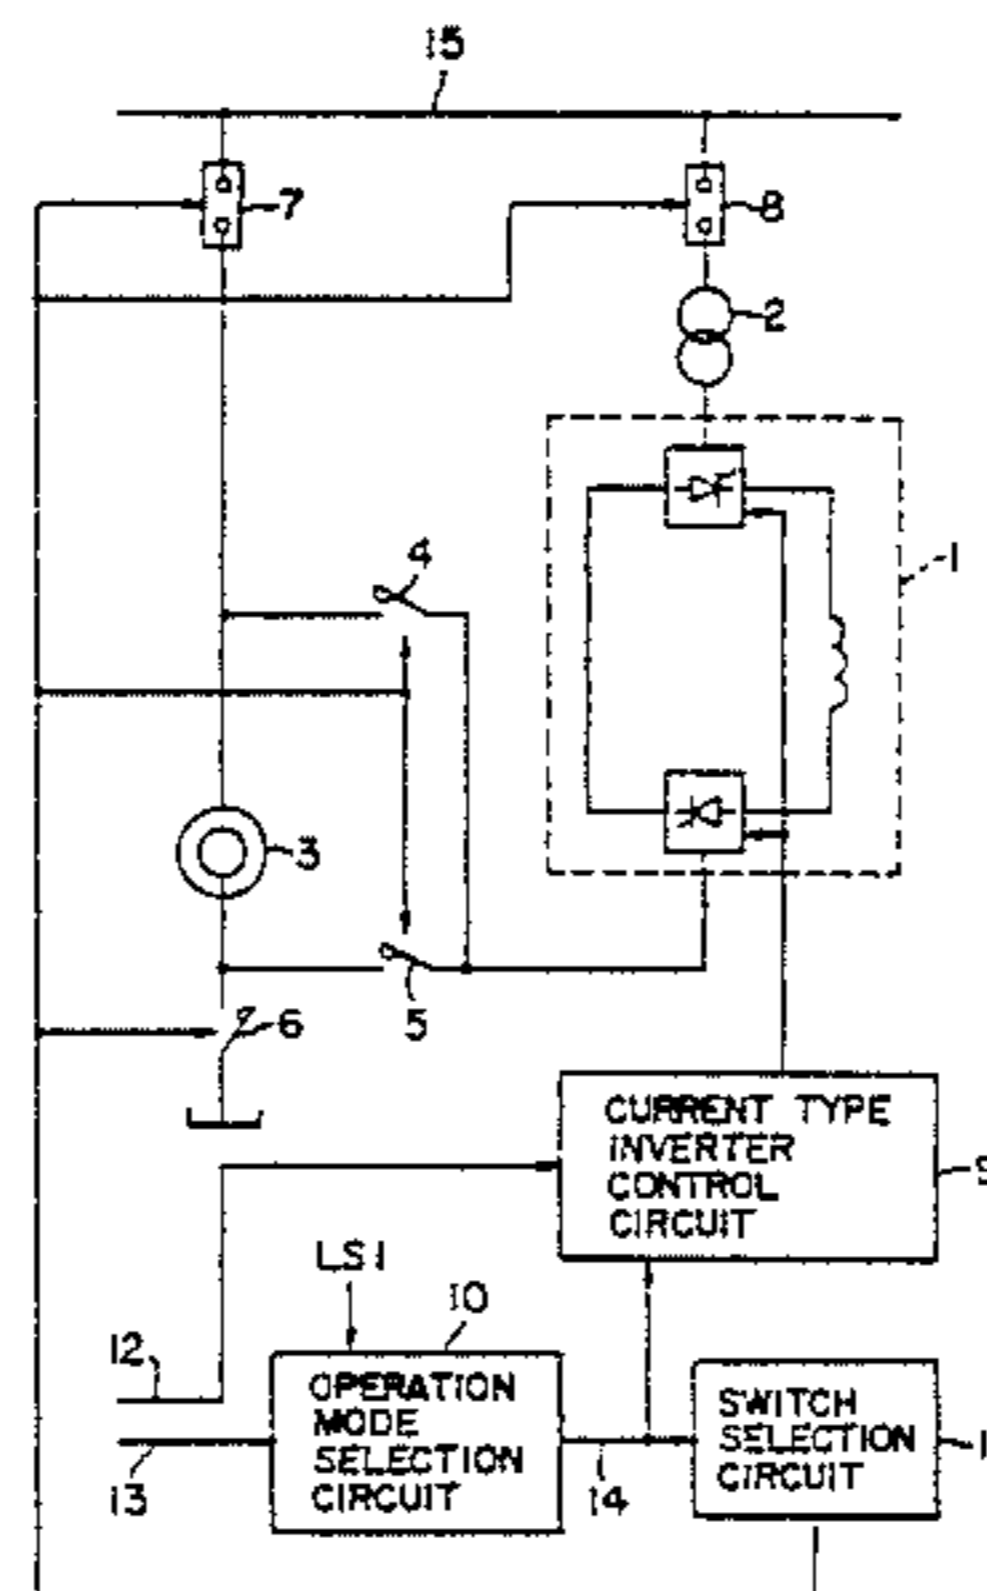 15
7
8
2
4
1
3
5
6
CURRENT TYPE
INVERTER
CONTROL
CIRCUIT
LS1
10
12
OPERATION
MODE
SELECTION
CIRCUIT
SWITCH
SELECTION
CIRCUIT
13
14